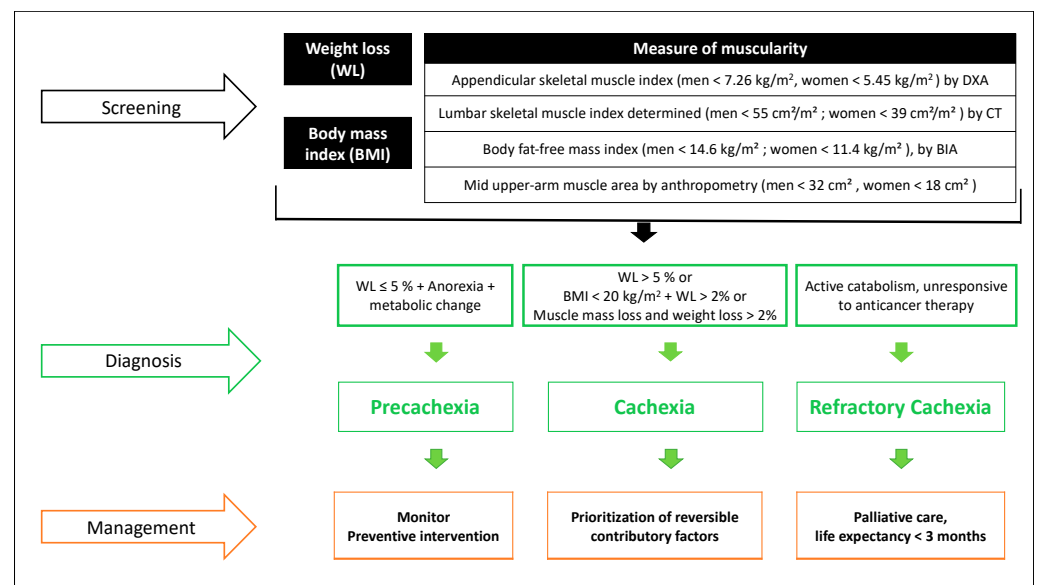 Screening
Weight loss
(WL)
Body mass
index (BMI)
Measure of muscularity
Appendicular skeletal muscle index (men < 7.26 kg/m², women < 5.45 kg/m²) by DXA
Lumbar skeletal muscle index determined (men < 55 cm²/m² ; women < 39 cm²/m² ) by CT
Body fat-free mass index (men < 14.6 kg/m² ; women < 11.4 kg/m² ), by BIA
Mid upper-arm muscle area by anthropometry (men < 32 cm² , women < 18 cm² )
Diagnosis
WL ≤ 5 % + Anorexia +
metabolic change
WL > 5 % or
BMI < 20 kg/m² + WL > 2% or
Muscle mass loss and weight loss > 2%
Active catabolism, unresponsive
to anticancer therapy
Precachexia
Cachexia
Refractory Cachexia
Management
Monitor
Preventive intervention
Prioritization of reversible
contributory factors
Palliative care,
life expectancy < 3 months